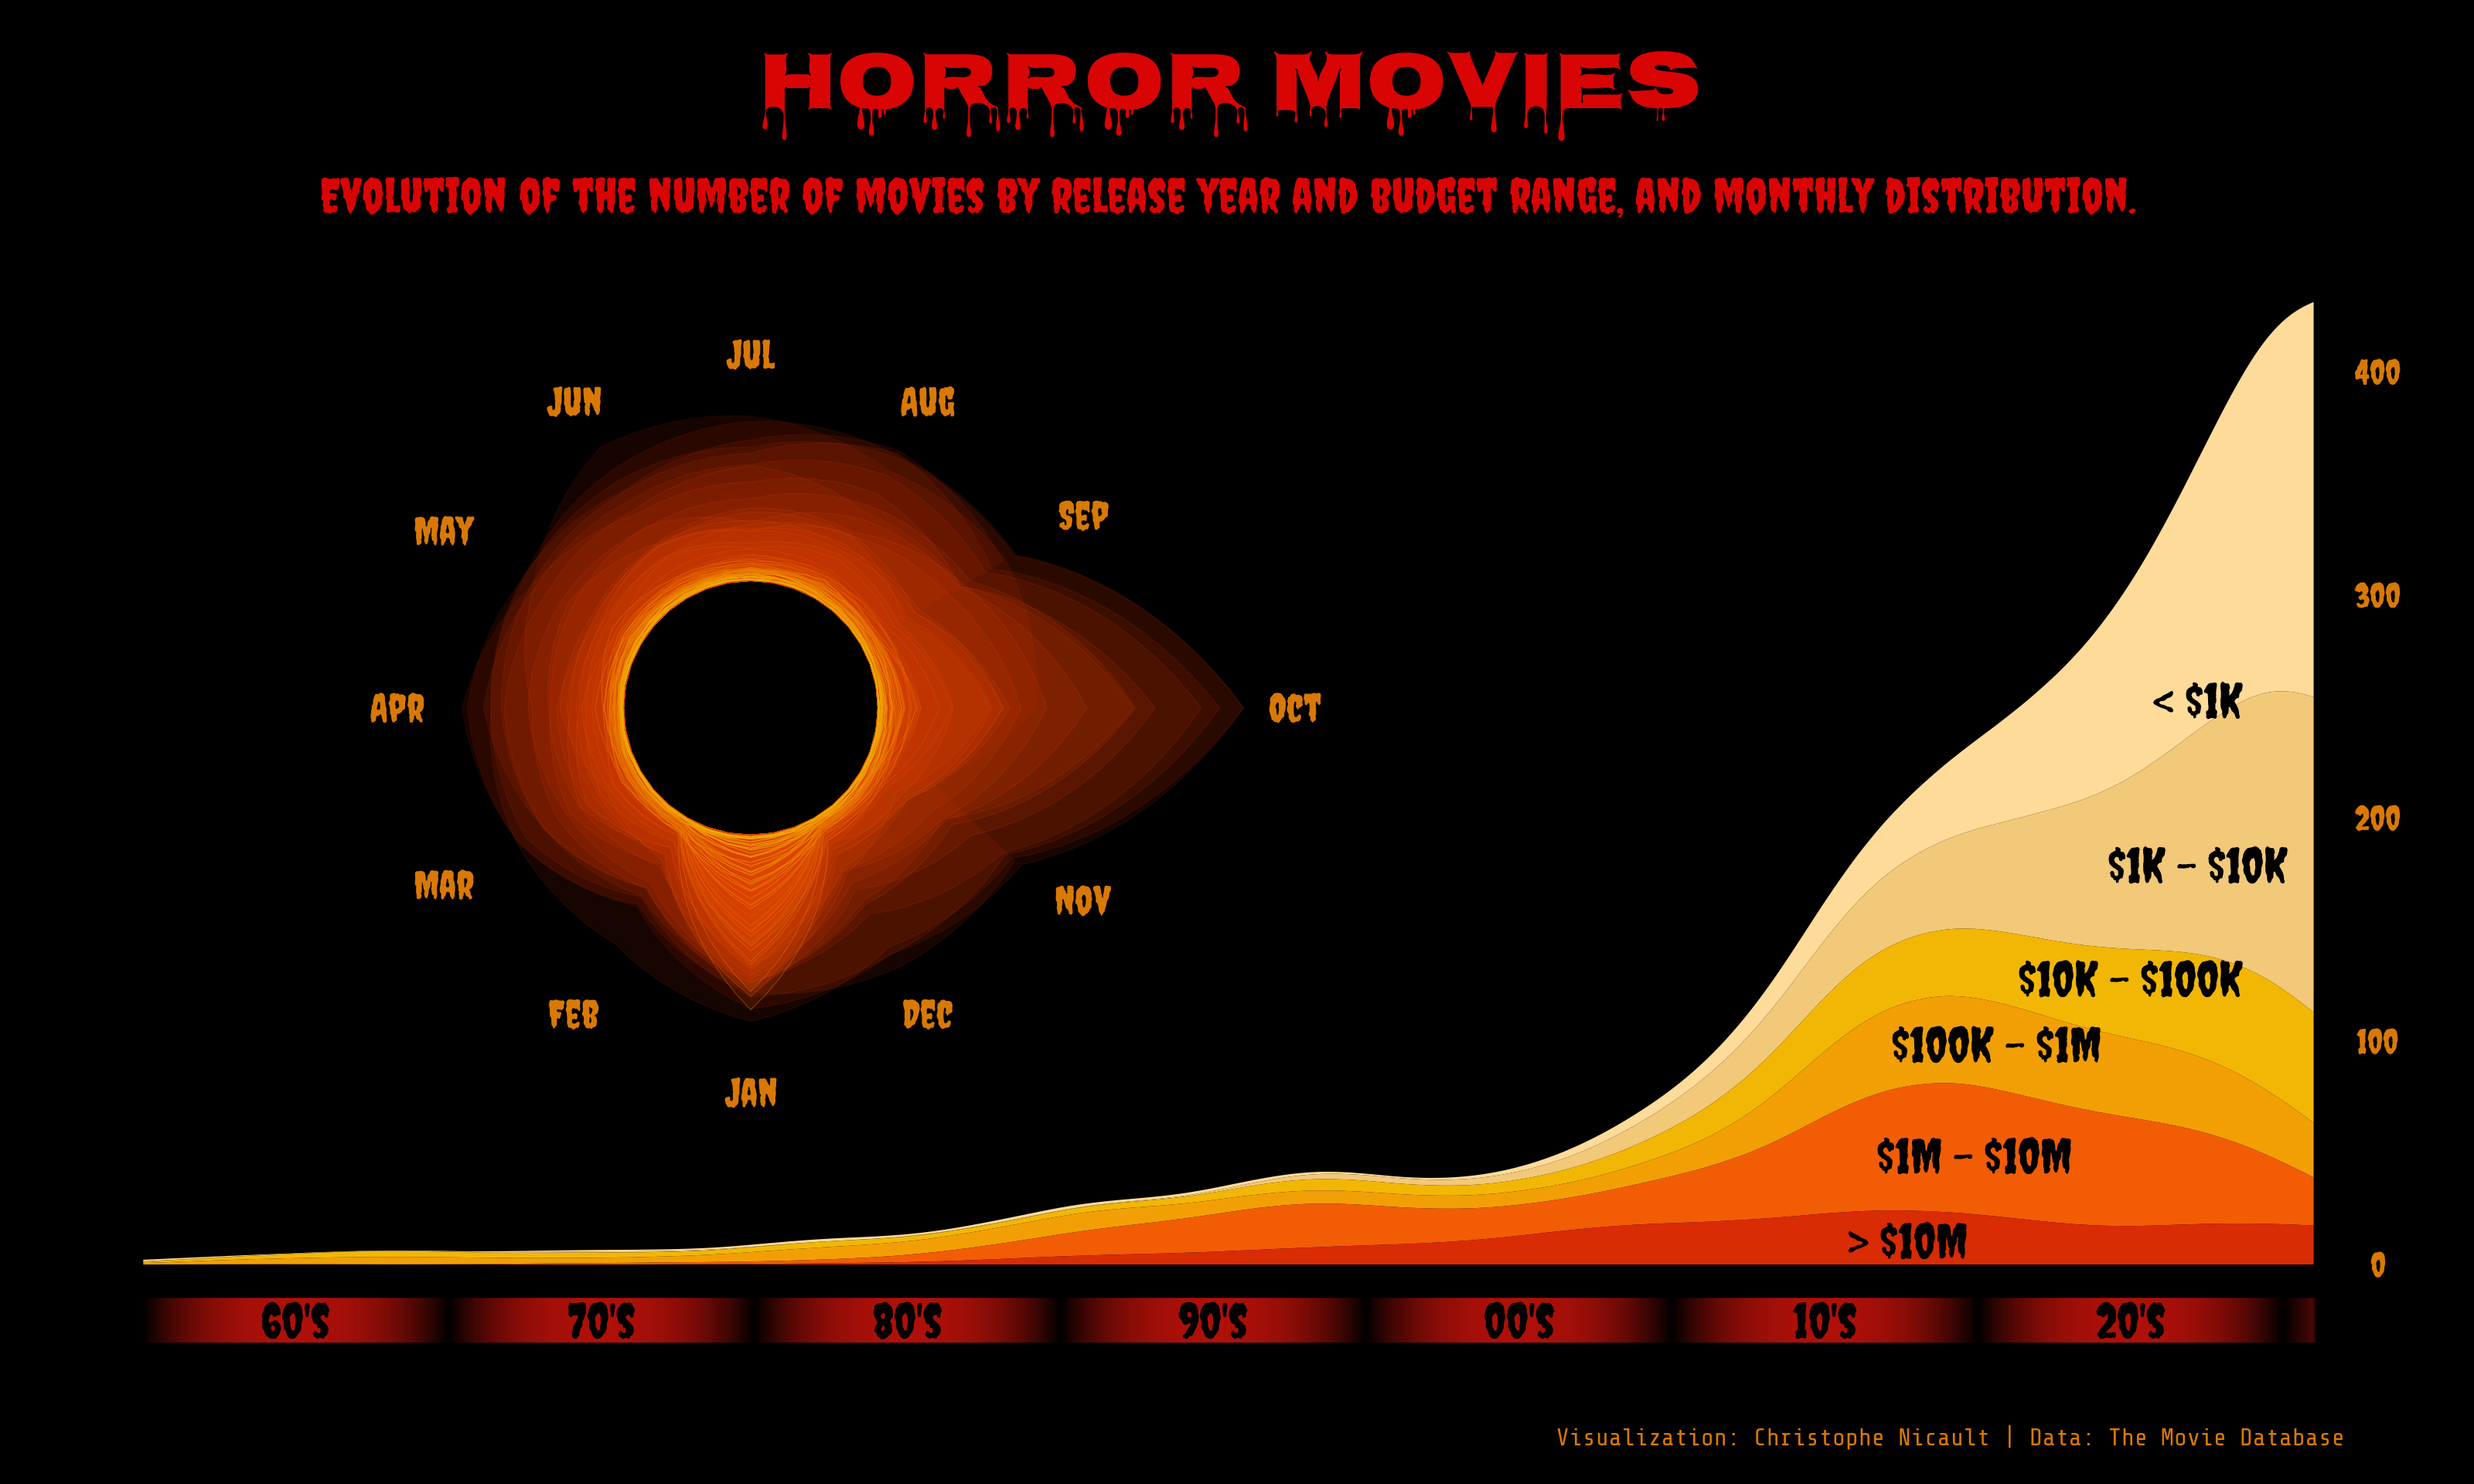 HORROR MOVIES
EVOLUTION OF THE NUMBER OF MOVIES BY RELEASE YEAR AND BUDGET RANGE, AND MONTHLY DISTRIBUTION.
JUL
JUN
AUG
SEP
MAY
APR
OCT
MAR
NOV
FEB
DEC
JAN
400
300
200
100
0
< $1K
$1K – $10K
$10K – $100K
$100K – $1M
$1M – $10M
> $10M
60'S 70'S 80'S 90'S 00'S 10'S 20'S
Visualization: Christophe Nicault | Data: The Movie Database